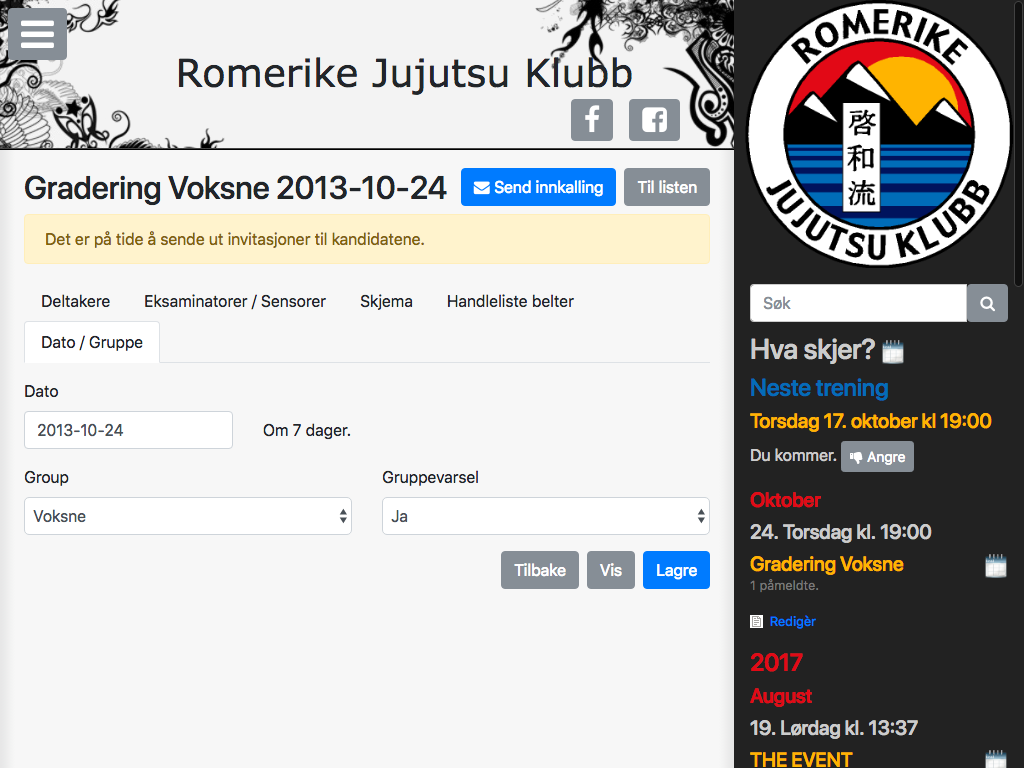 Romerike Jujutsu Klubb
Gradering Voksne 2013-10-24
Send innkalling
Til listen
Det er på tide å sende ut invitasjoner til kandidatene.
Deltakere
Eksaminatorer / Sensorer
Skjema
Handleliste belter
Dato / Gruppe
Dato
2013-10-24
Om 7 dager.
Group
Gruppevarsel
Voksne
Ja
Tilbake
Vis
Lagre
ROMERIKE
啓和流
JUJUTSU KLUBB
Søk
Hva skjer?
Neste trening
Torsdag 17. oktober kl 19:00
Du kommer.
Angre
Oktober
24. Torsdag kl. 19:00
Gradering Voksne
1 påmeldte.
Redigèr
2017
August
19. Lørdag kl. 13:37
THE EVENT